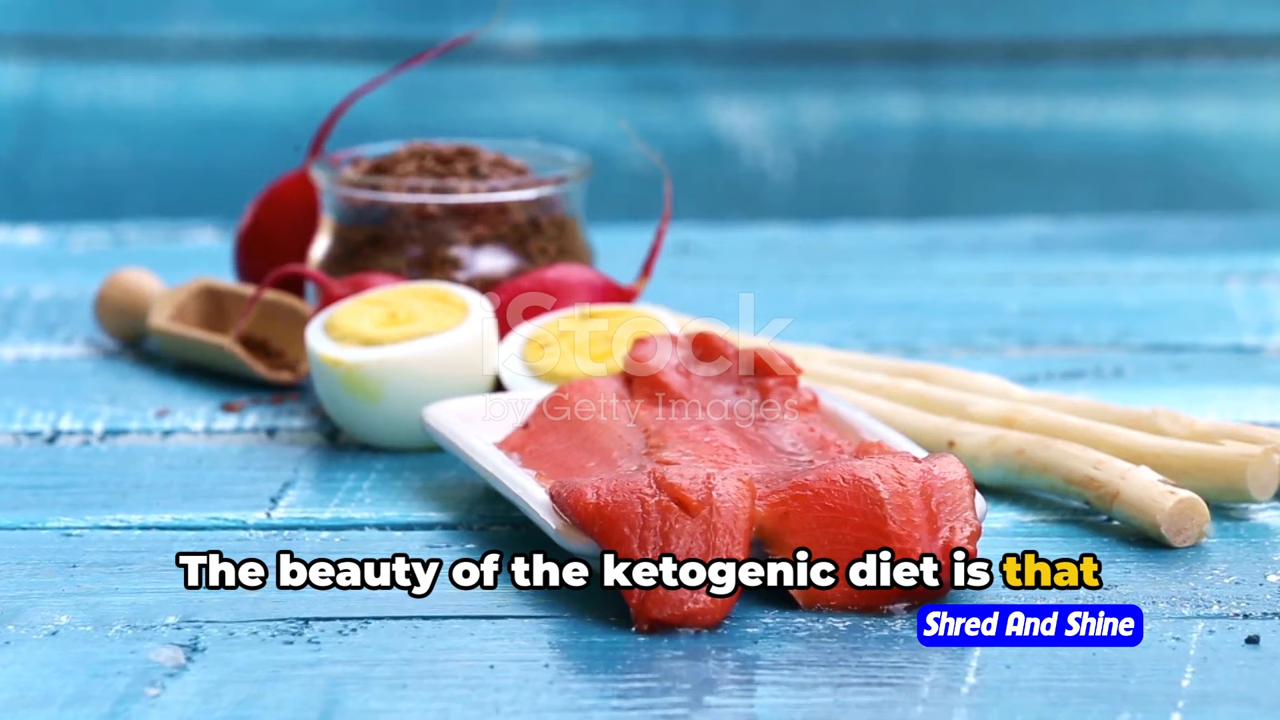 iStock
by Getty Images
The beauty of the ketogenic diet is that
Shred And Shine